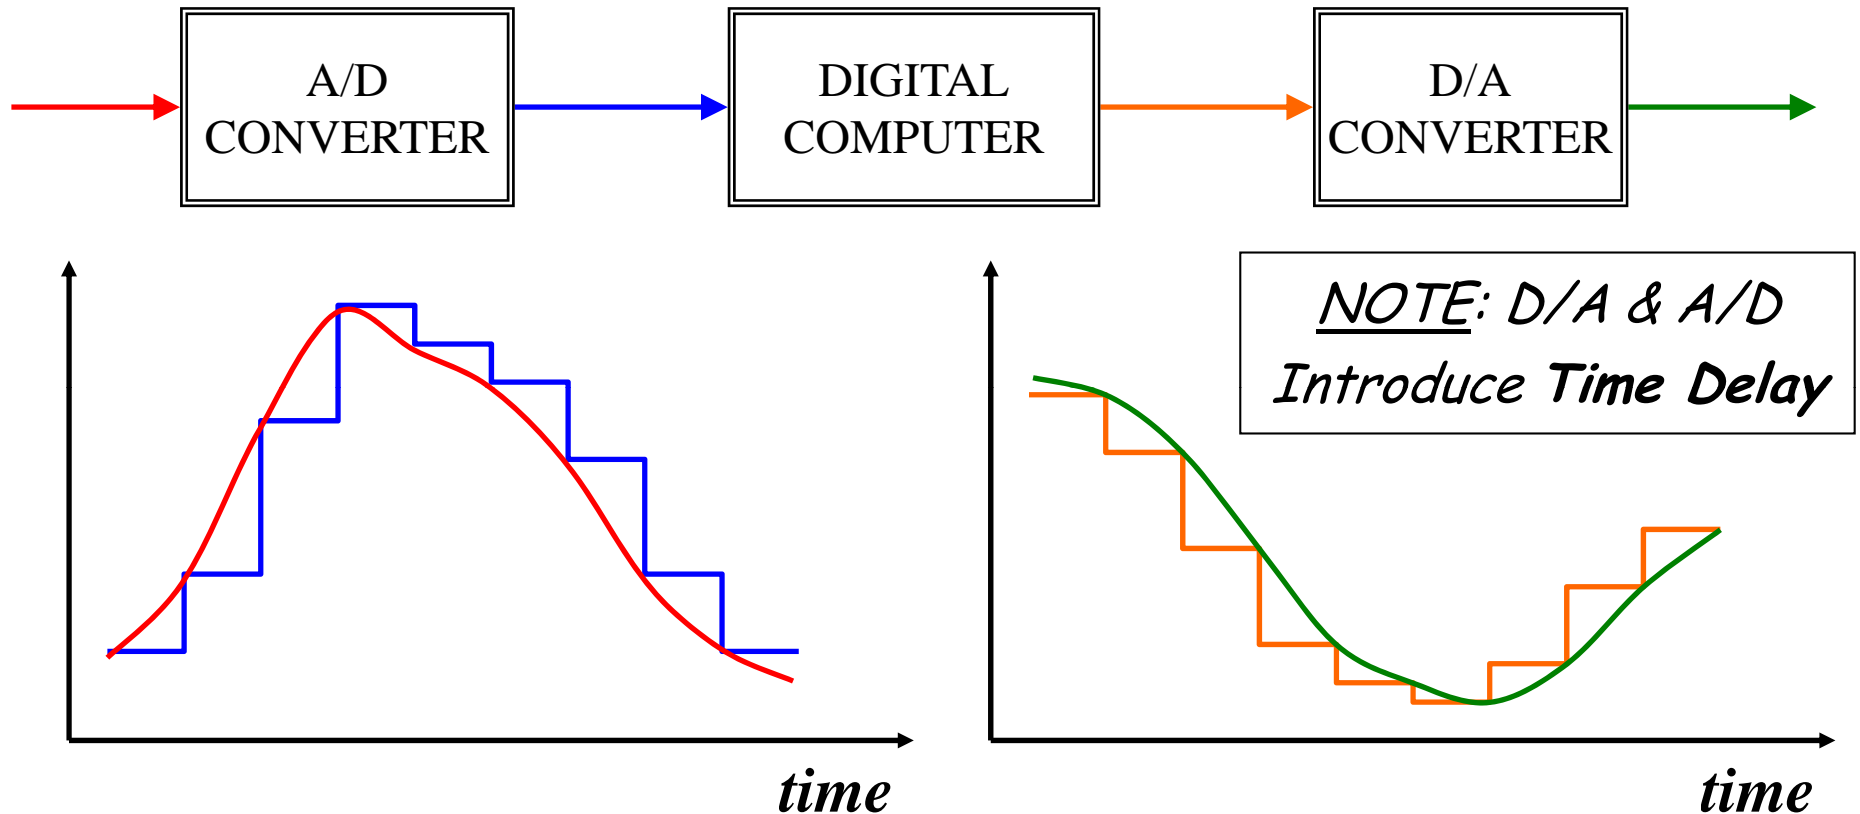 A/D
CONVERTER
DIGITAL
COMPUTER
D/A
CONVERTER
NOTE: D/A & A/D
Introduce Time Delay
time
time